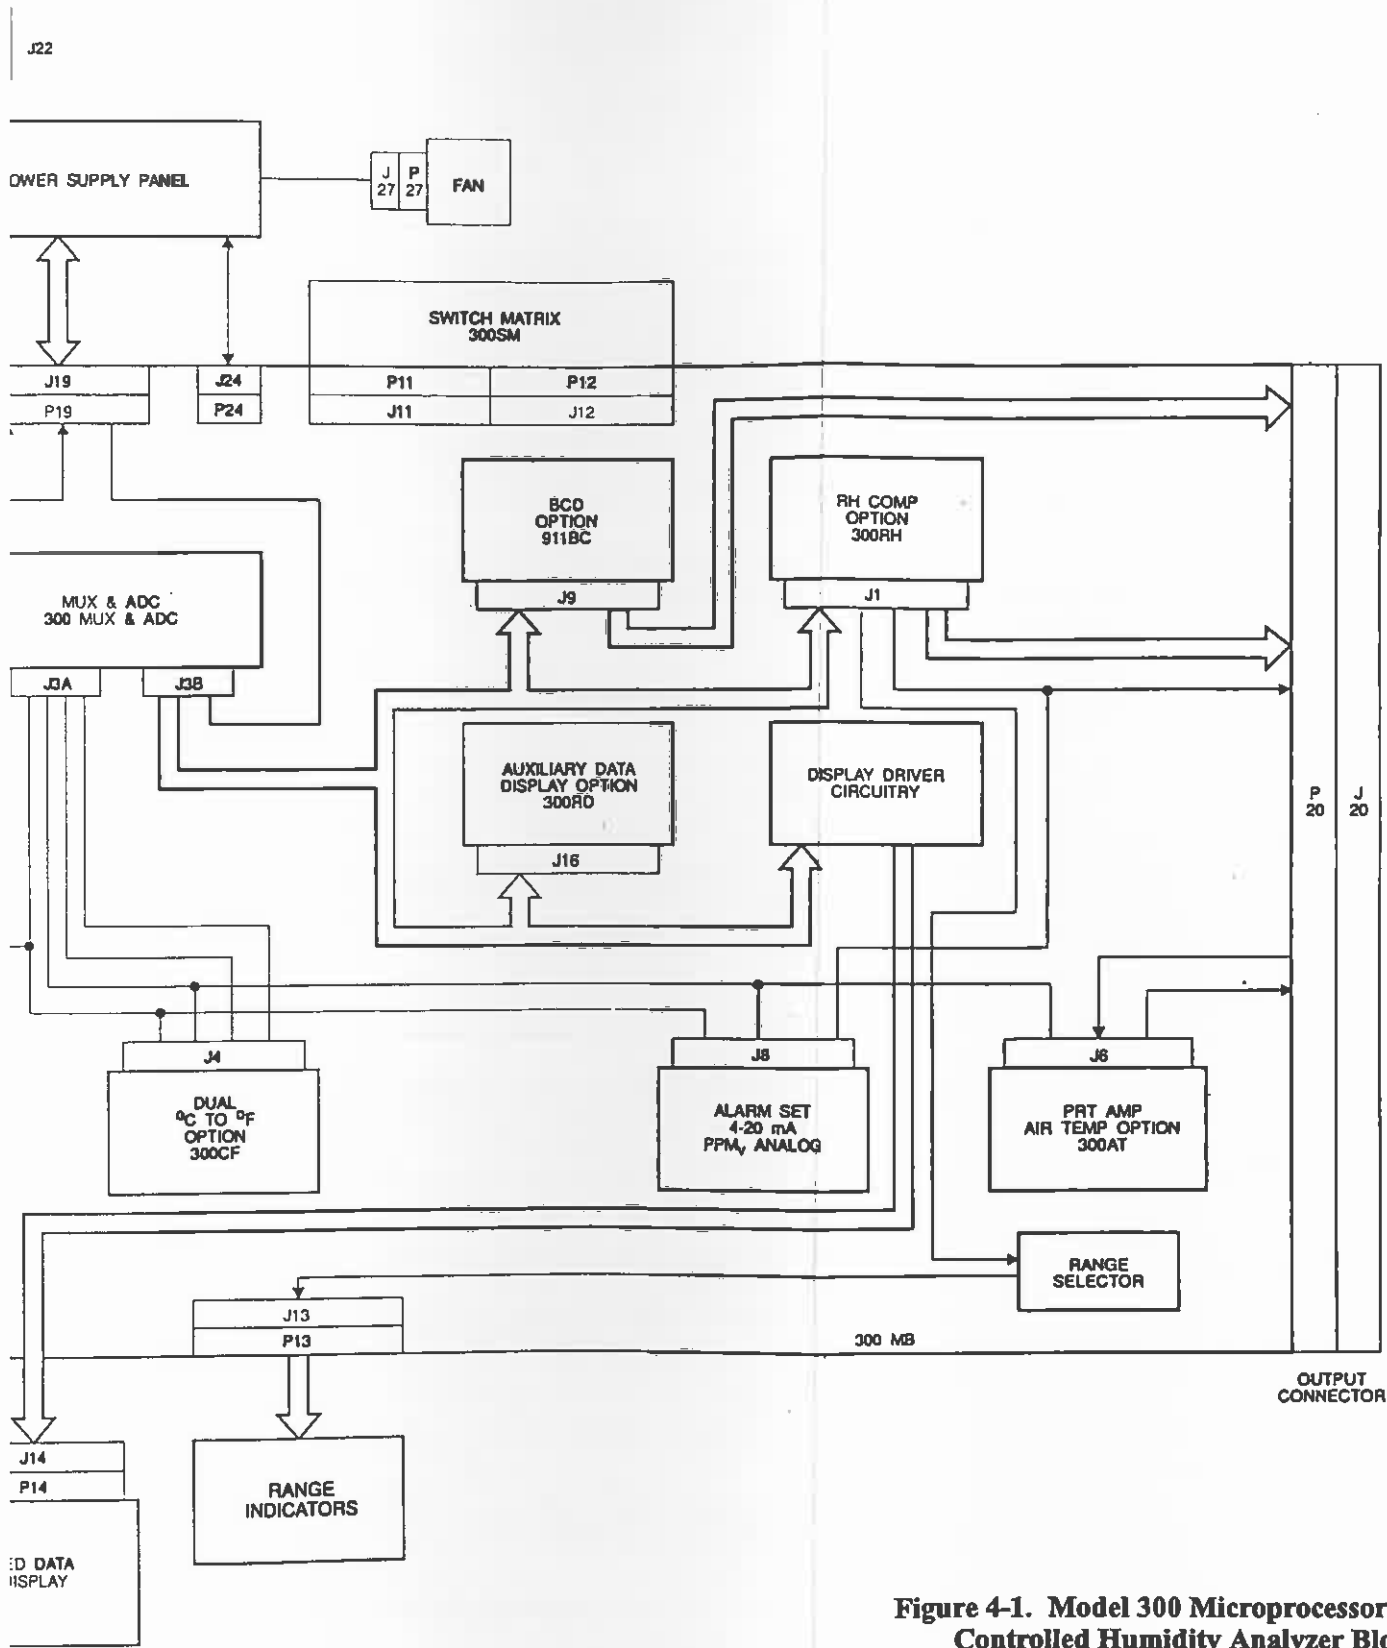 J22
OWER SUPPLY PANEL
J
27
P
27
FAN
SWITCH MATRIX
300SM
J19
P19
J24
P24
P11
P12
J11
J12
BCD
OPTION
911BC
J9
RH COMP
OPTION
300RH
J1
MUX & ADC
300 MUX & ADC
J3A
J3B
AUXILIARY DATA
DISPLAY OPTION
300RD
J16
DISPLAY DRIVER
CIRCUITRY
P
20
J
20
J4
DUAL
°C TO °F
OPTION
300CF
J8
ALARM SET
4-20 mA
PPMv ANALOG
J6
PRT AMP
AIR TEMP OPTION
300AT
RANGE
SELECTOR
J13
P13
300 MB
OUTPUT
CONNECTOR
J14
P14
RANGE
INDICATORS
ED DATA
ISPLAY
Figure 4-1. Model 300 Microprocessor
Controlled Humidity Analyzer Blo